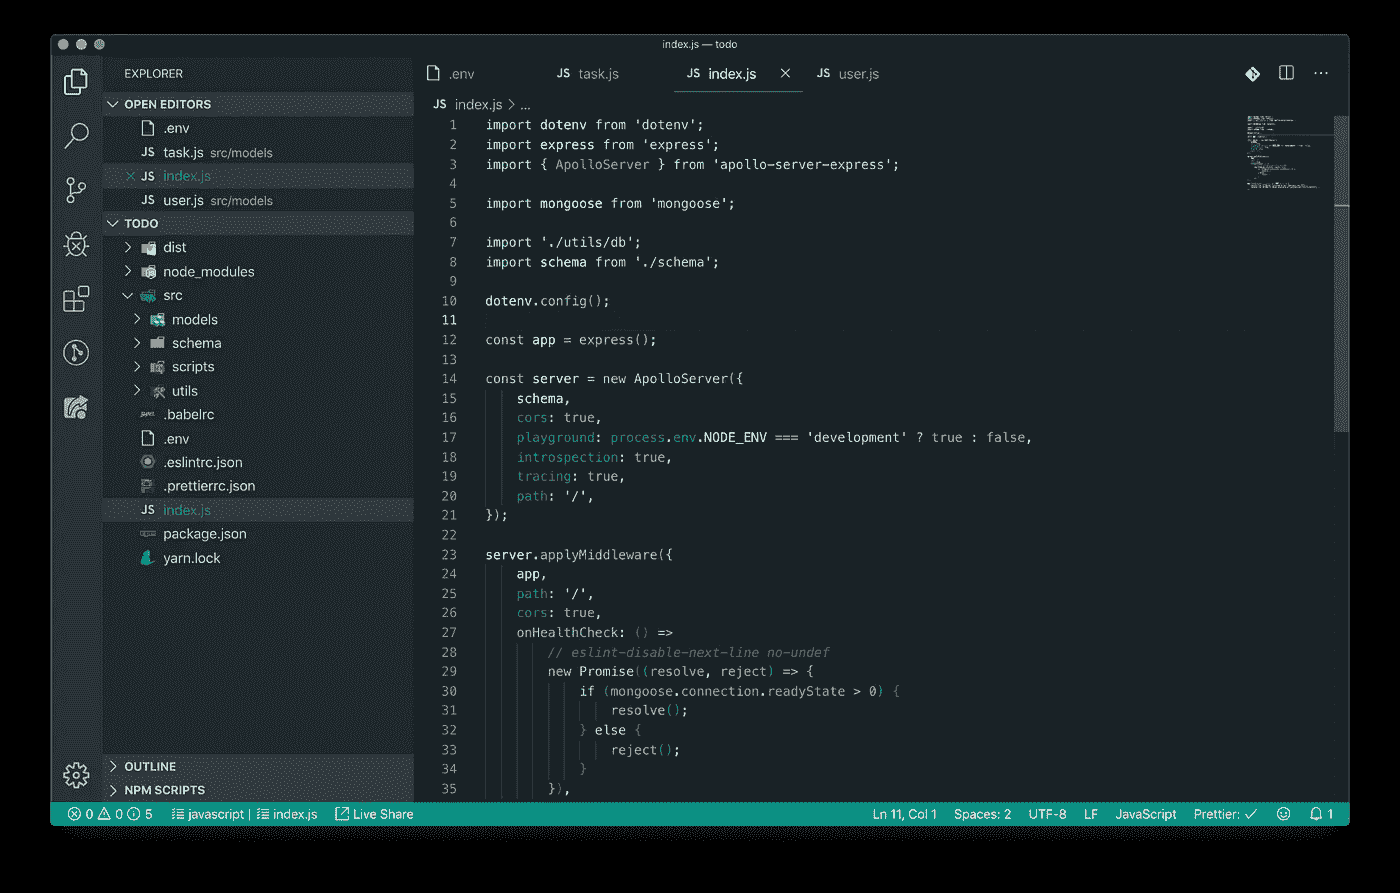 index.js — todo
EXPLORER
OPEN EDITORS
.env
JS task.js src/models
JS index.js
JS user.js src/models
TODO
dist
node_modules
src
models
schema
scripts
utils
.babelrc
.env
.eslintrc.json
.prettierrc.json
JS index.js
package.json
yarn.lock
OUTLINE
NPM SCRIPTS
.env
JS task.js
JS index.js
JS user.js
JS index.js > ...
1 import dotenv from 'dotenv';
2 import express from 'express';
3 import { ApolloServer } from 'apollo-server-express';
4
5 import mongoose from 'mongoose';
6
7 import './utils/db';
8 import schema from './schema';
9
10 dotenv.config();
11
12 const app = express();
13
14 const server = new ApolloServer({
15 schema,
16 cors: true,
17 playground: process.env.NODE_ENV === 'development' ? true : false,
18 introspection: true,
19 tracing: true,
20 path: '/',
21 });
22
23 server.applyMiddleware({
24 app,
25 path: '/',
26 cors: true,
27 onHealthCheck: () =>
28 // eslint-disable-next-line no-undef
29 new Promise((resolve, reject) => {
30 if (mongoose.connection.readyState > 0) {
31 resolve();
32 } else {
33 reject();
34 }
35 }),
0 0 5 javascript | index.js Live Share Ln 11, Col 1 Spaces: 2 UTF-8 LF JavaScript Prettier: ✓ 1